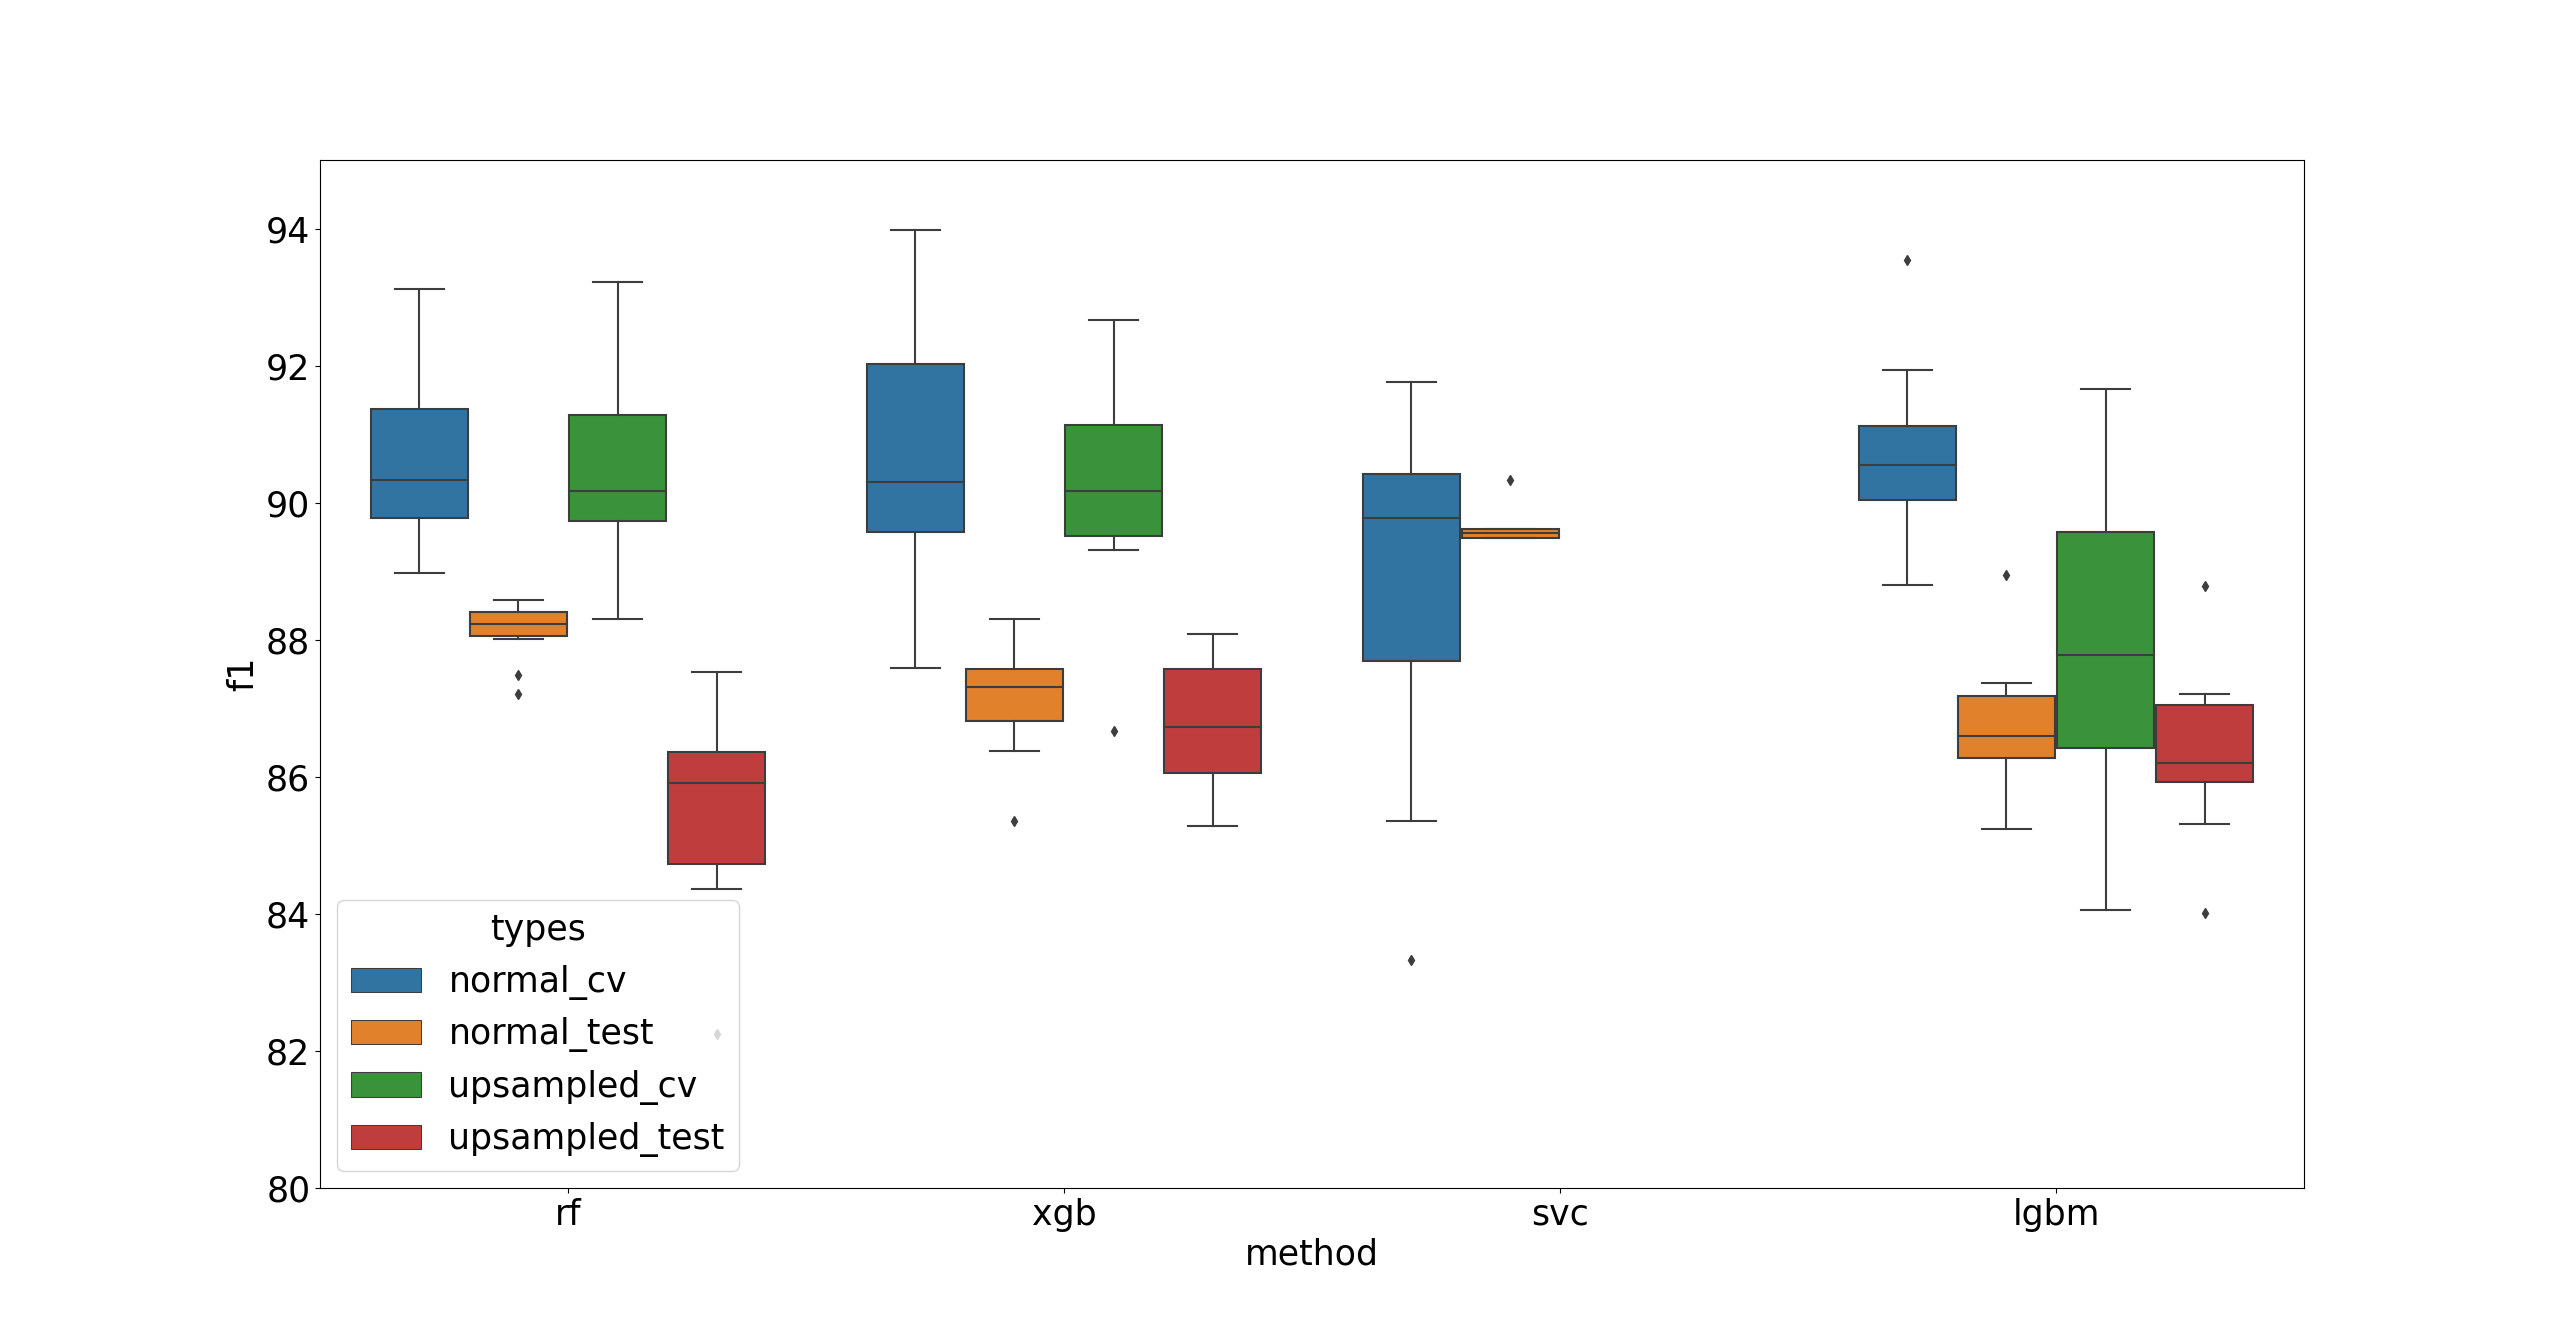 94
92
90
88
86
84
82
80
f1
types
normal_cv
normal_test
upsampled_cv
upsampled_test
rf
xgb
svc
lgbm
method